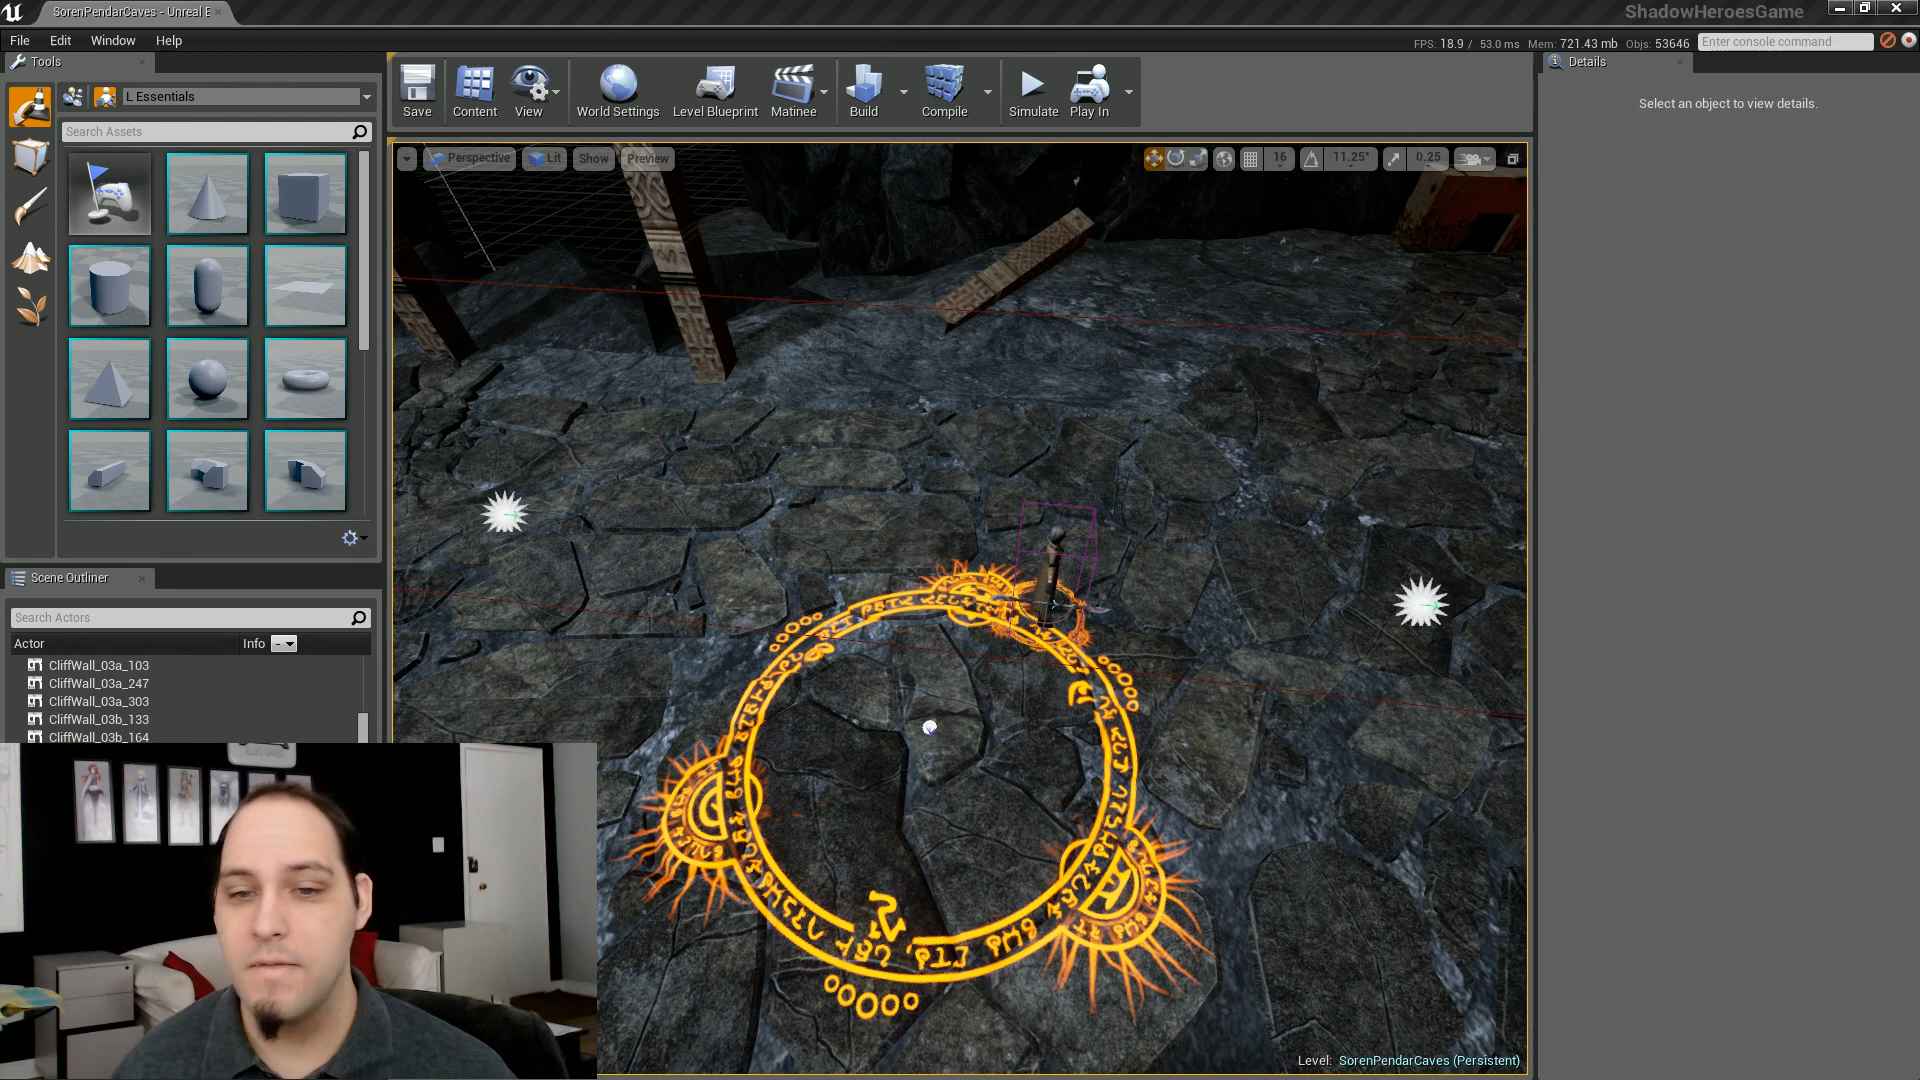 SorenPendarCaves - Unreal E
ShadowHeroesGame
File Edit Window Help
FPS: 18.9 / 53.0 ms Mem: 721.43 mb Objs: 53646
Enter console command
Tools
L Essentials
Search Assets
Save Content View World Settings Level Blueprint Matinee Build Compile Simulate Play In
Perspective Lit Show Preview
16 11.25° 0.25
Details
Select an object to view details.
Scene Outliner
Search Actors
Actor Info -
CliffWall_03a_103
CliffWall_03a_247
CliffWall_03a_303
CliffWall_03b_133
CliffWall_03b_164
Level: SorenPendarCaves (Persistent)